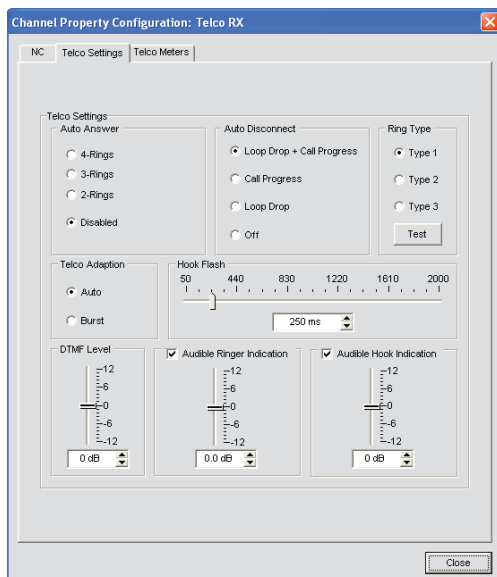 Channel Property Configuration: Telco RX
NC Telco Settings Telco Meters
Telco Settings
Auto Answer
4-Rings
3-Rings
2-Rings
Disabled
Auto Disconnect
Loop Drop + Call Progress
Call Progress
Loop Drop
Off
Ring Type
Type 1
Type 2
Type 3
Test
Telco Adaption
Auto
Burst
Hook Flash
50 440 830 1220 1610 2000
250 ms
DTMF Level
12
6
0
-6
-12
0 dB
Audible Ringer Indication
12
6
0
-6
-12
0.0 dB
Audible Hook Indication
12
6
0
-6
-12
0 dB
Close